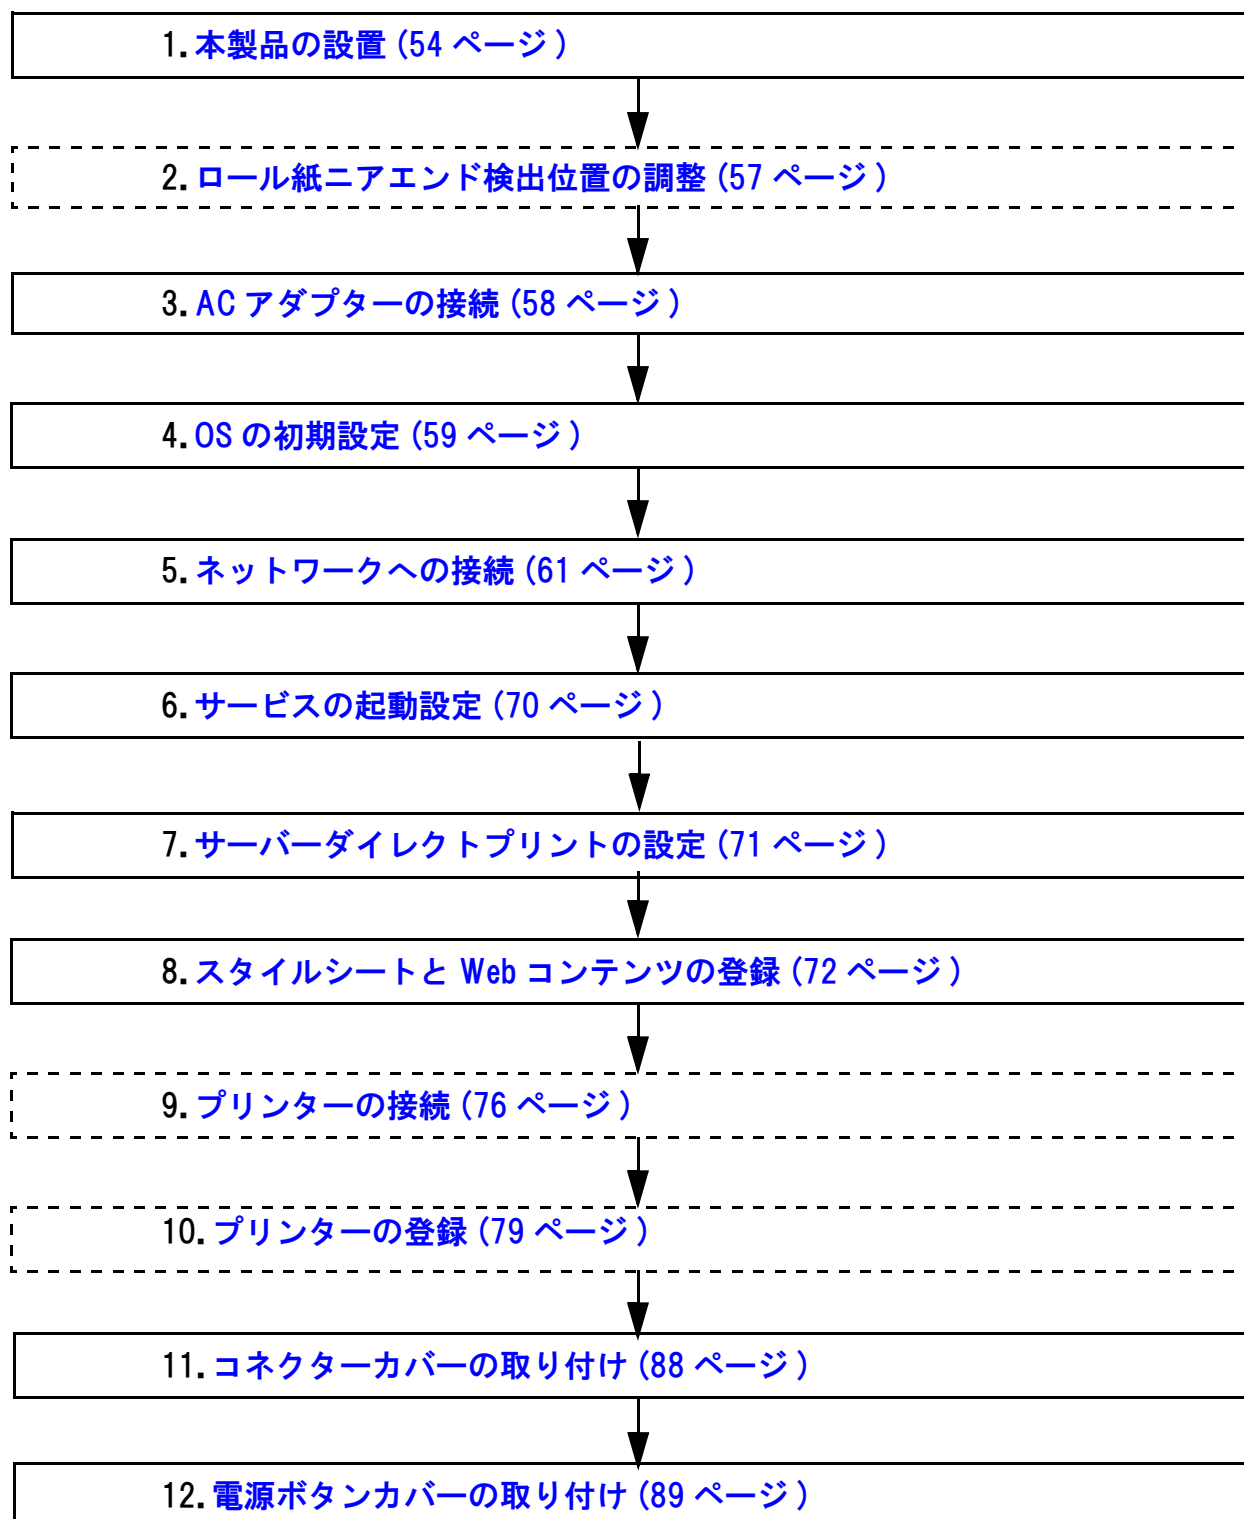 1. 本製品の設置 (54 ページ)
2. ロール紙ニアエンド検出位置の調整 (57 ページ)
3. AC アダプターの接続 (58 ページ)
4. OS の初期設定 (59 ページ)
5. ネットワークへの接続 (61 ページ)
6. サービスの起動設定 (70 ページ)
7. サーバーダイレクトプリントの設定 (71 ページ)
8. スタイルシートと Web コンテンツの登録 (72 ページ)
9. プリンターの接続 (76 ページ)
10. プリンターの登録 (79 ページ)
11. コネクターカバーの取り付け (88 ページ)
12. 電源ボタンカバーの取り付け (89 ページ)